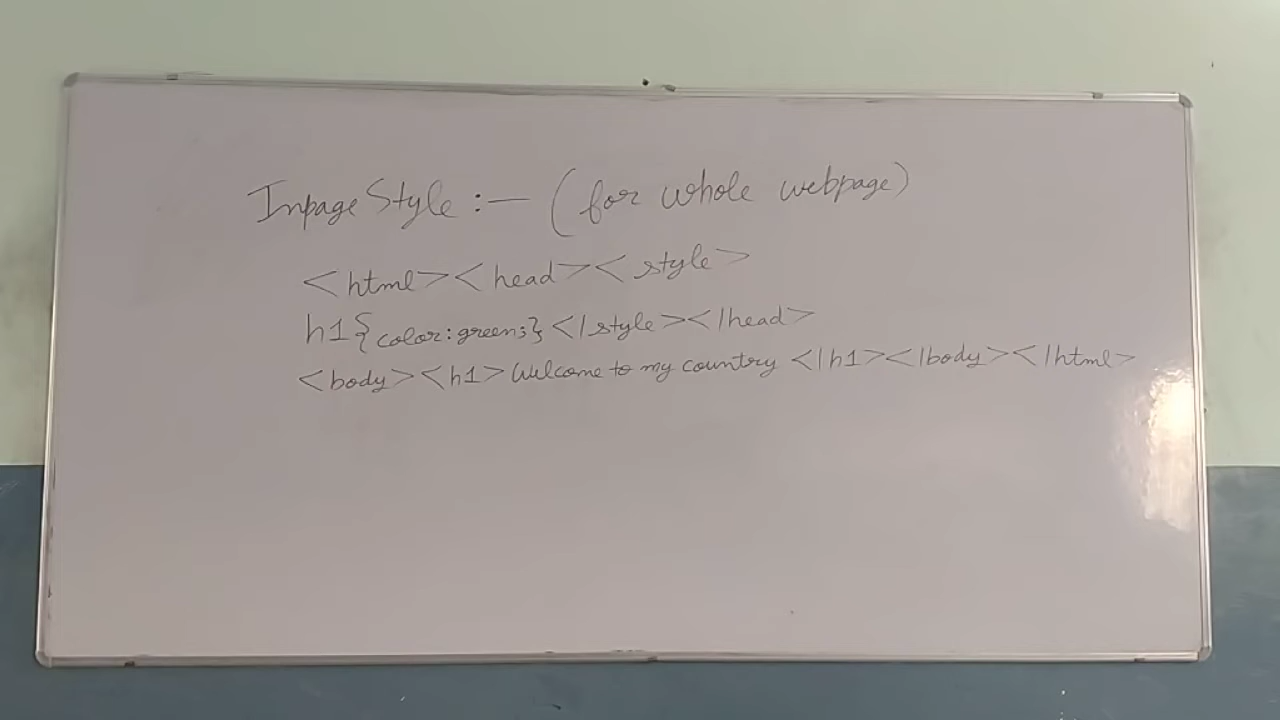 Inpage Style :— (for whole webpage)
<html><head><style>
h1{color:green;}</style></head>
<body><h1>Welcome to my country </h1></body></html>